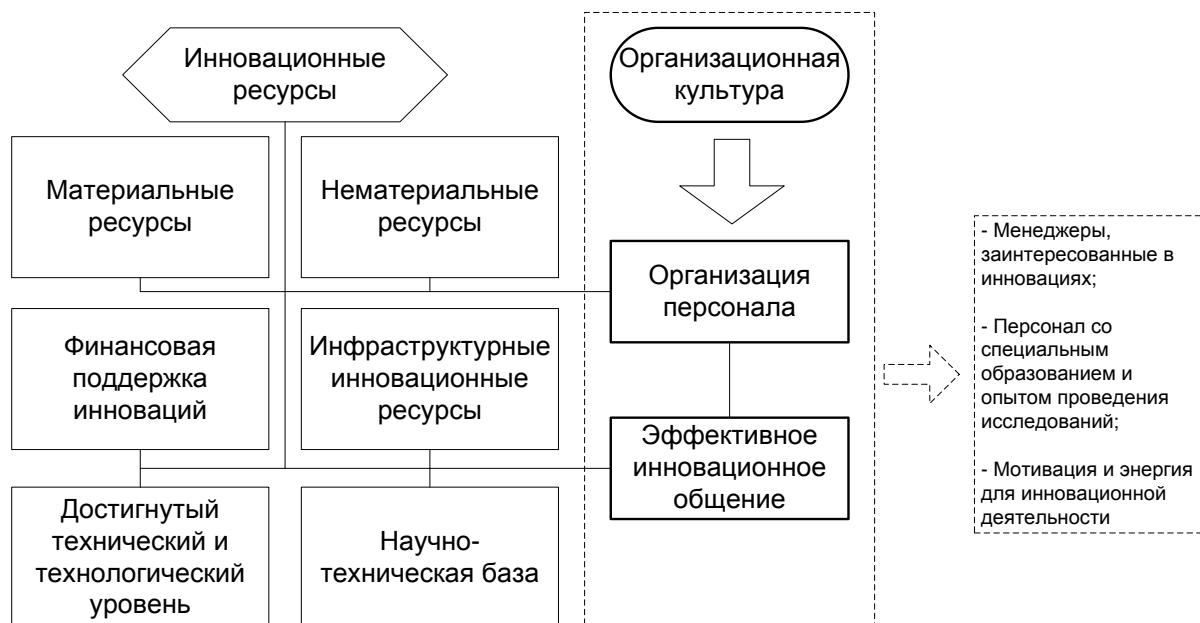 Инновационные
ресурсы
Организационная
культура
Материальные
ресурсы
Нематериальные
ресурсы
Организация
персонала
Финансовая
поддержка
инноваций
Инфраструктурные
инновационные
ресурсы
Эффективное
инновационное
общение
Достигнутый
технический и
технологический
уровень
Научно-
техническая база
- Менеджеры,
заинтересованные в
инновациях;
- Персонал со
специальным
образованием и
опытом проведения
исследований;
- Мотивация и энергия
для инновационной
деятельности